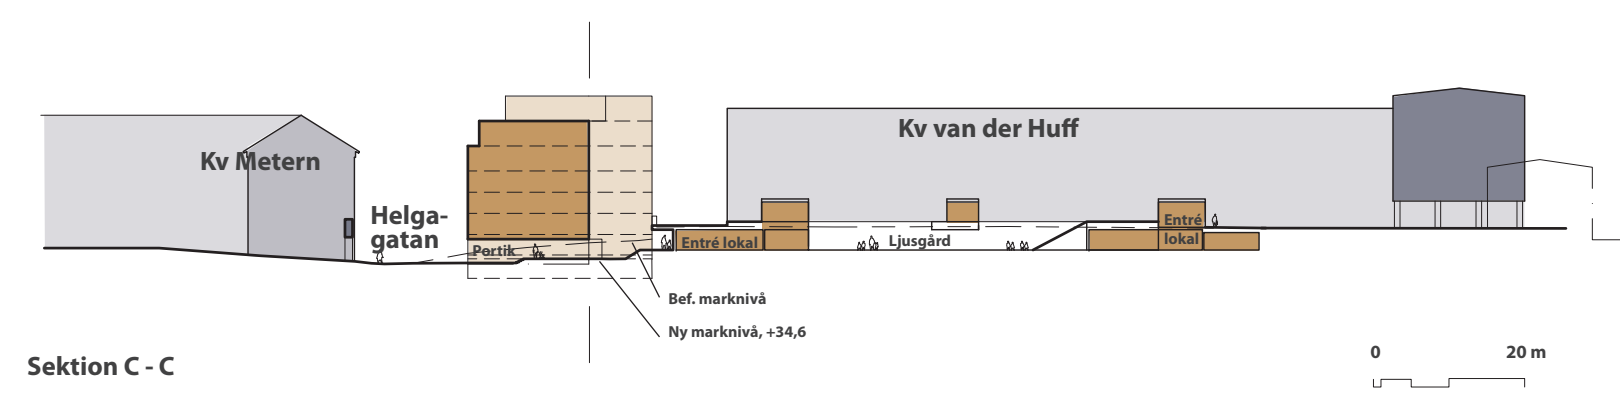 Kv van der Huff
Kv Metern
Helga-
gatan
Portik
Entré lokal
Ljusgård
Entré
lokal
Bef. marknivå
Ny marknivå, +34,6
0 20 m
Sektion C - C